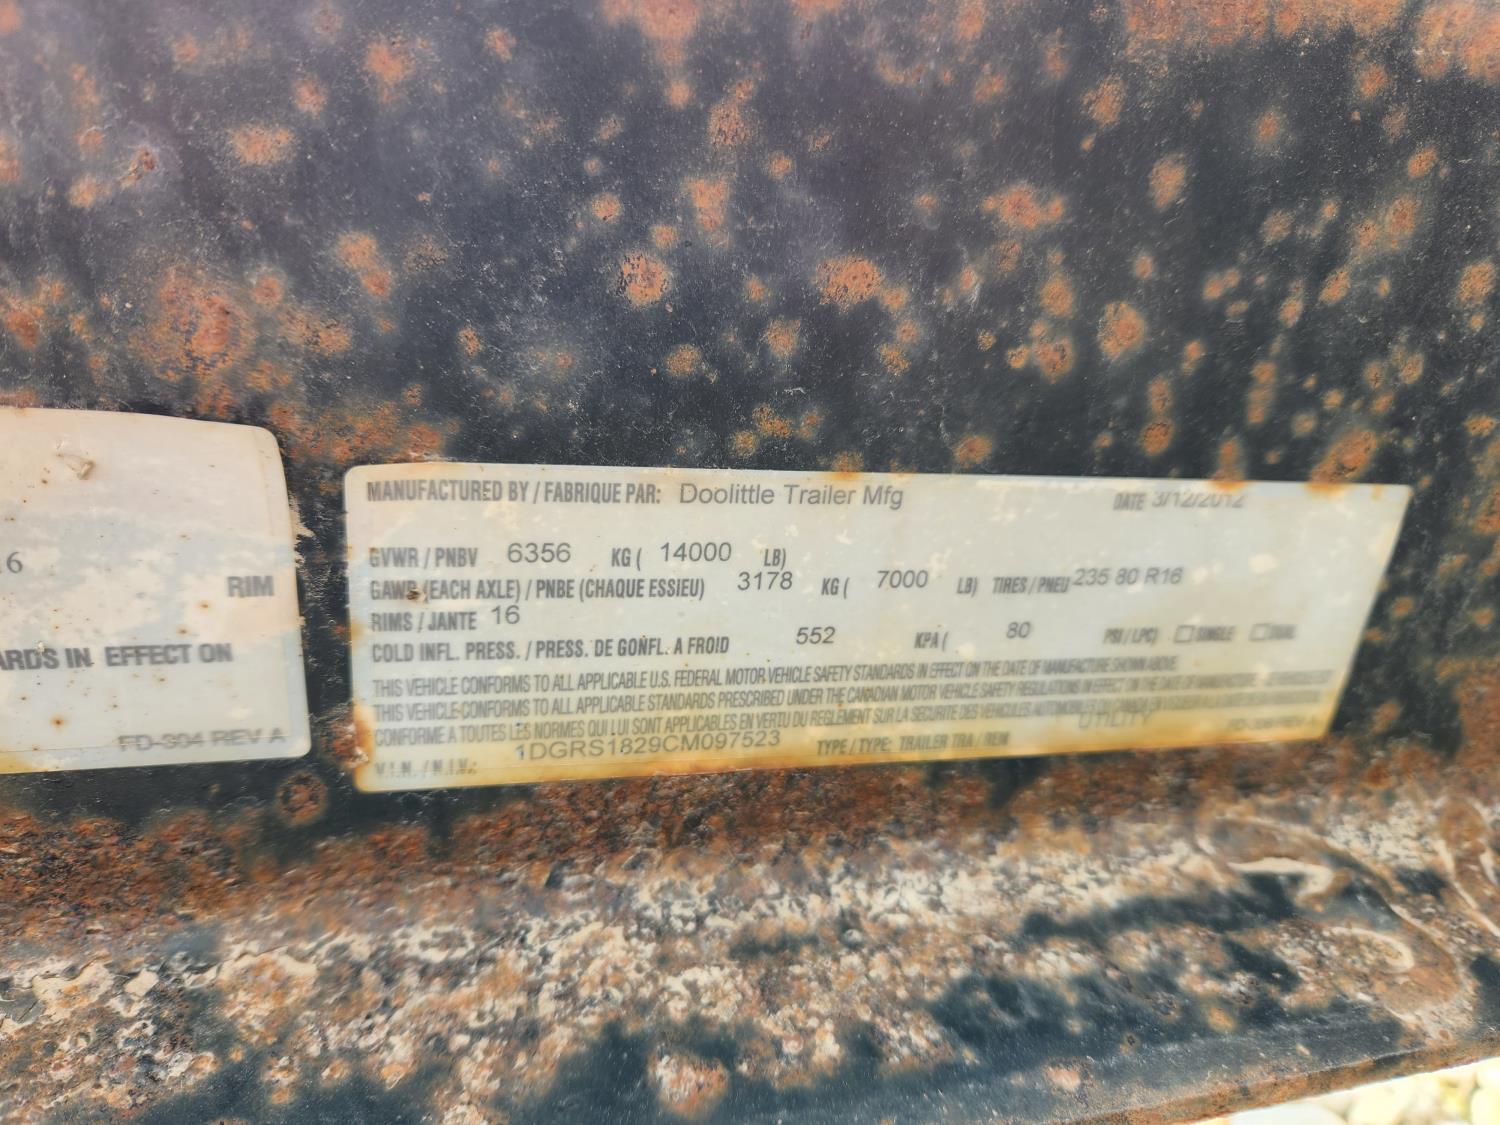 16
RIM
ARDS IN EFFECT ON
FD-304 REV A
MANUFACTURED BY / FABRIQUE PAR: Doolittle Trailer Mfg DATE 3/12/2012
GVWR / PNBV 6356 KG ( 14000 LB)
GAWR (EACH AXLE) / PNBE (CHAQUE ESSIEU) 3178 KG ( 7000 LB) TIRES / PNEU 235 80 R16
RIMS / JANTE 16
COLD INFL. PRESS. / PRESS. DE GONFL. A FROID 552 KPA ( 80 PSI / LPC) SINGLE DUAL
THIS VEHICLE CONFORMS TO ALL APPLICABLE U.S. FEDERAL MOTOR VEHICLE SAFETY STANDARDS IN EFFECT ON THE DATE OF MANUFACTURE SHOWN ABOVE.
THIS VEHICLE CONFORMS TO ALL APPLICABLE STANDARDS PRESCRIBED UNDER THE CANADIAN MOTOR VEHICLE SAFETY REGULATIONS IN EFFECT ON THE DATE OF MANUFACTURE.
CONFORME A TOUTES LES NORMES QUI LUI SONT APPLICABLES EN VERTU DU REGLEMENT SUR LA SECURITE DES VEHICULES AUTOMOBILES DU CANADA EN VIGUEUR A LA
V.I.N. / N.I.V.: 1DGRS1829CM097523 TYPE / TYPE: TRAILER TRA / REM UTILITY